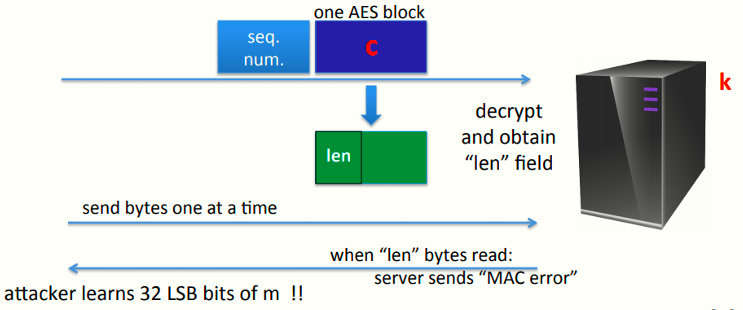 one AES block
seq.
num.
c
k
decrypt
and obtain
“len” field
len
send bytes one at a time
when “len” bytes read:
server sends “MAC error”
attacker learns 32 LSB bits of m !!